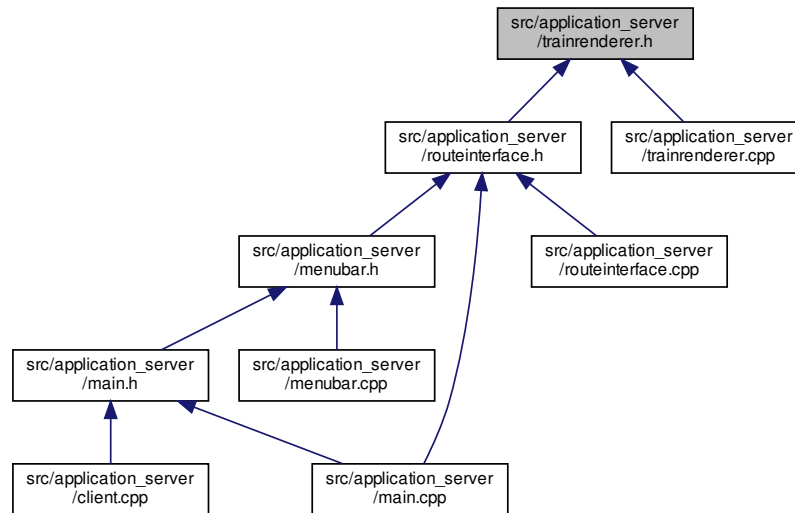 src/application_server
/trainrenderer.h
src/application_server
/routeinterface.h
src/application_server
/trainrenderer.cpp
src/application_server
/menubar.h
src/application_server
/routeinterface.cpp
src/application_server
/main.h
src/application_server
/menubar.cpp
src/application_server
/client.cpp
src/application_server
/main.cpp